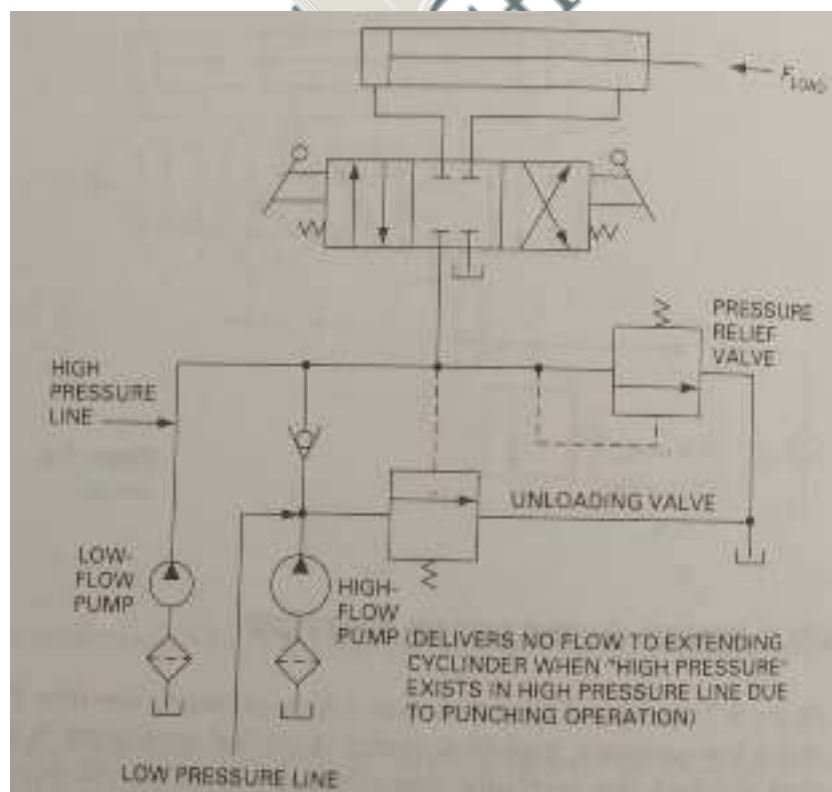 F LOAD
PRESSURE
RELIEF
VALVE
HIGH
PRESSURE
LINE
UNLOADING VALVE
LOW-
FLOW
PUMP
HIGH-
FLOW
PUMP
(DELIVERS NO FLOW TO EXTENDING
CYCLINDER WHEN "HIGH PRESSURE"
EXISTS IN HIGH PRESSURE LINE DUE
TO PUNCHING OPERATION)
LOW PRESSURE LINE